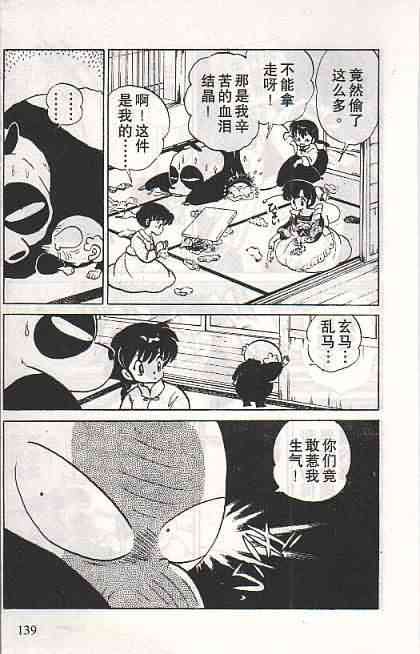 竟然偷了
这么多。
不能拿
走呀!
那是我辛
苦的血泪
结晶!
啊!这件
是我的……
……
……
玄马…
乱马…
你们竟
敢惹我
生气!
139